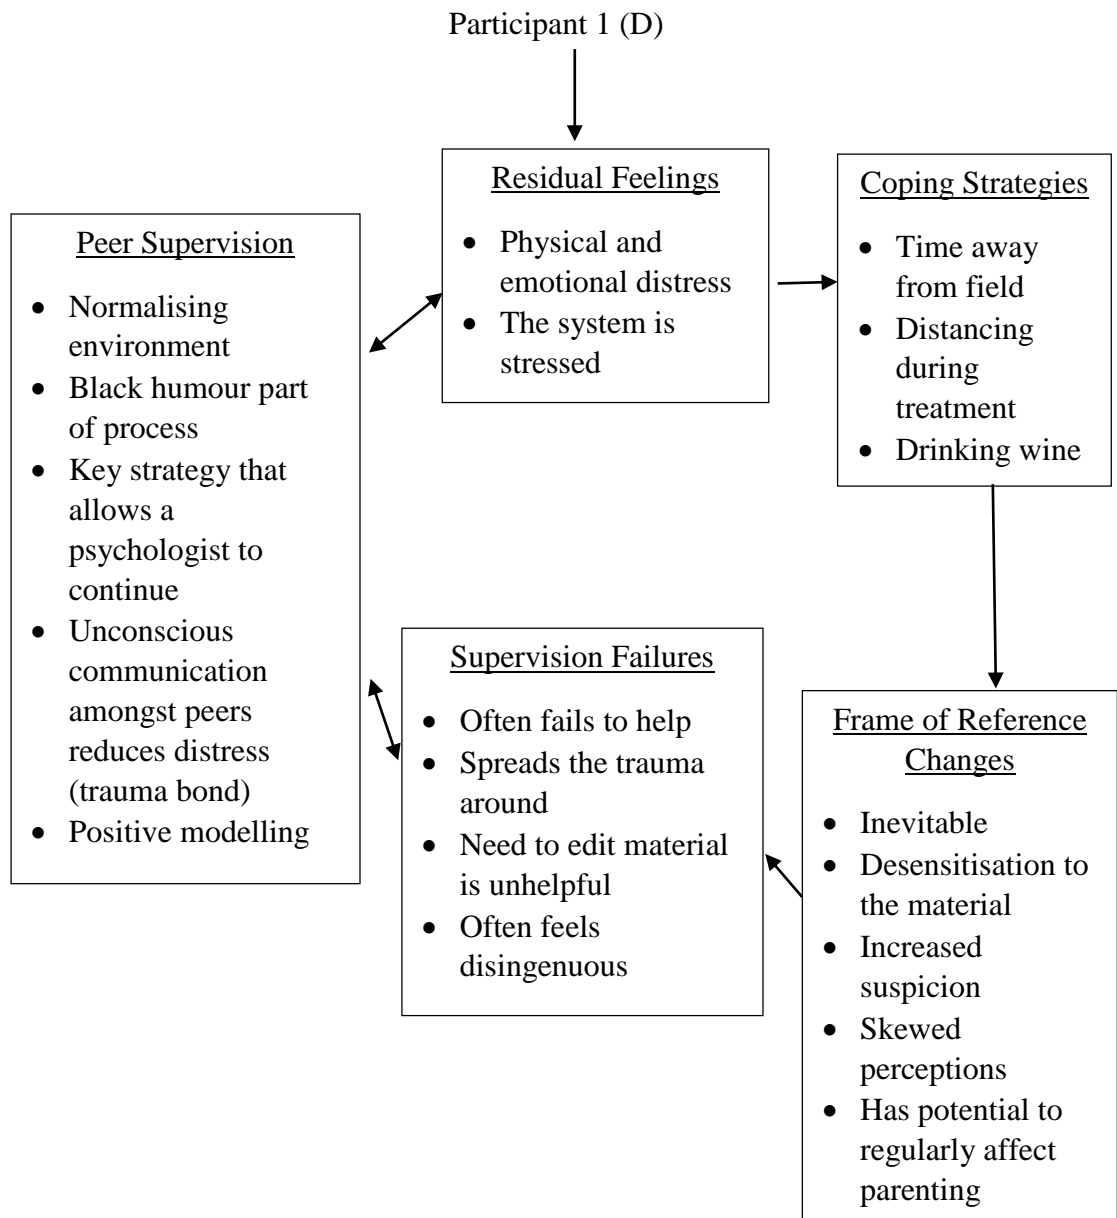 Participant 1 (D)
Residual Feelings
• Physical and
emotional distress
• The system is
stressed
Coping Strategies
• Time away
from field
• Distancing
during
treatment
• Drinking wine
Peer Supervision
• Normalising
environment
• Black humour part
of process
• Key strategy that
allows a
psychologist to
continue
• Unconscious
communication
amongst peers
reduces distress
(trauma bond)
• Positive modelling
Supervision Failures
• Often fails to help
• Spreads the trauma
around
• Need to edit material
is unhelpful
• Often feels
disingenuous
Frame of Reference
Changes
• Inevitable
• Desensitisation to
the material
• Increased
suspicion
• Skewed
perceptions
• Has potential to
regularly affect
parenting